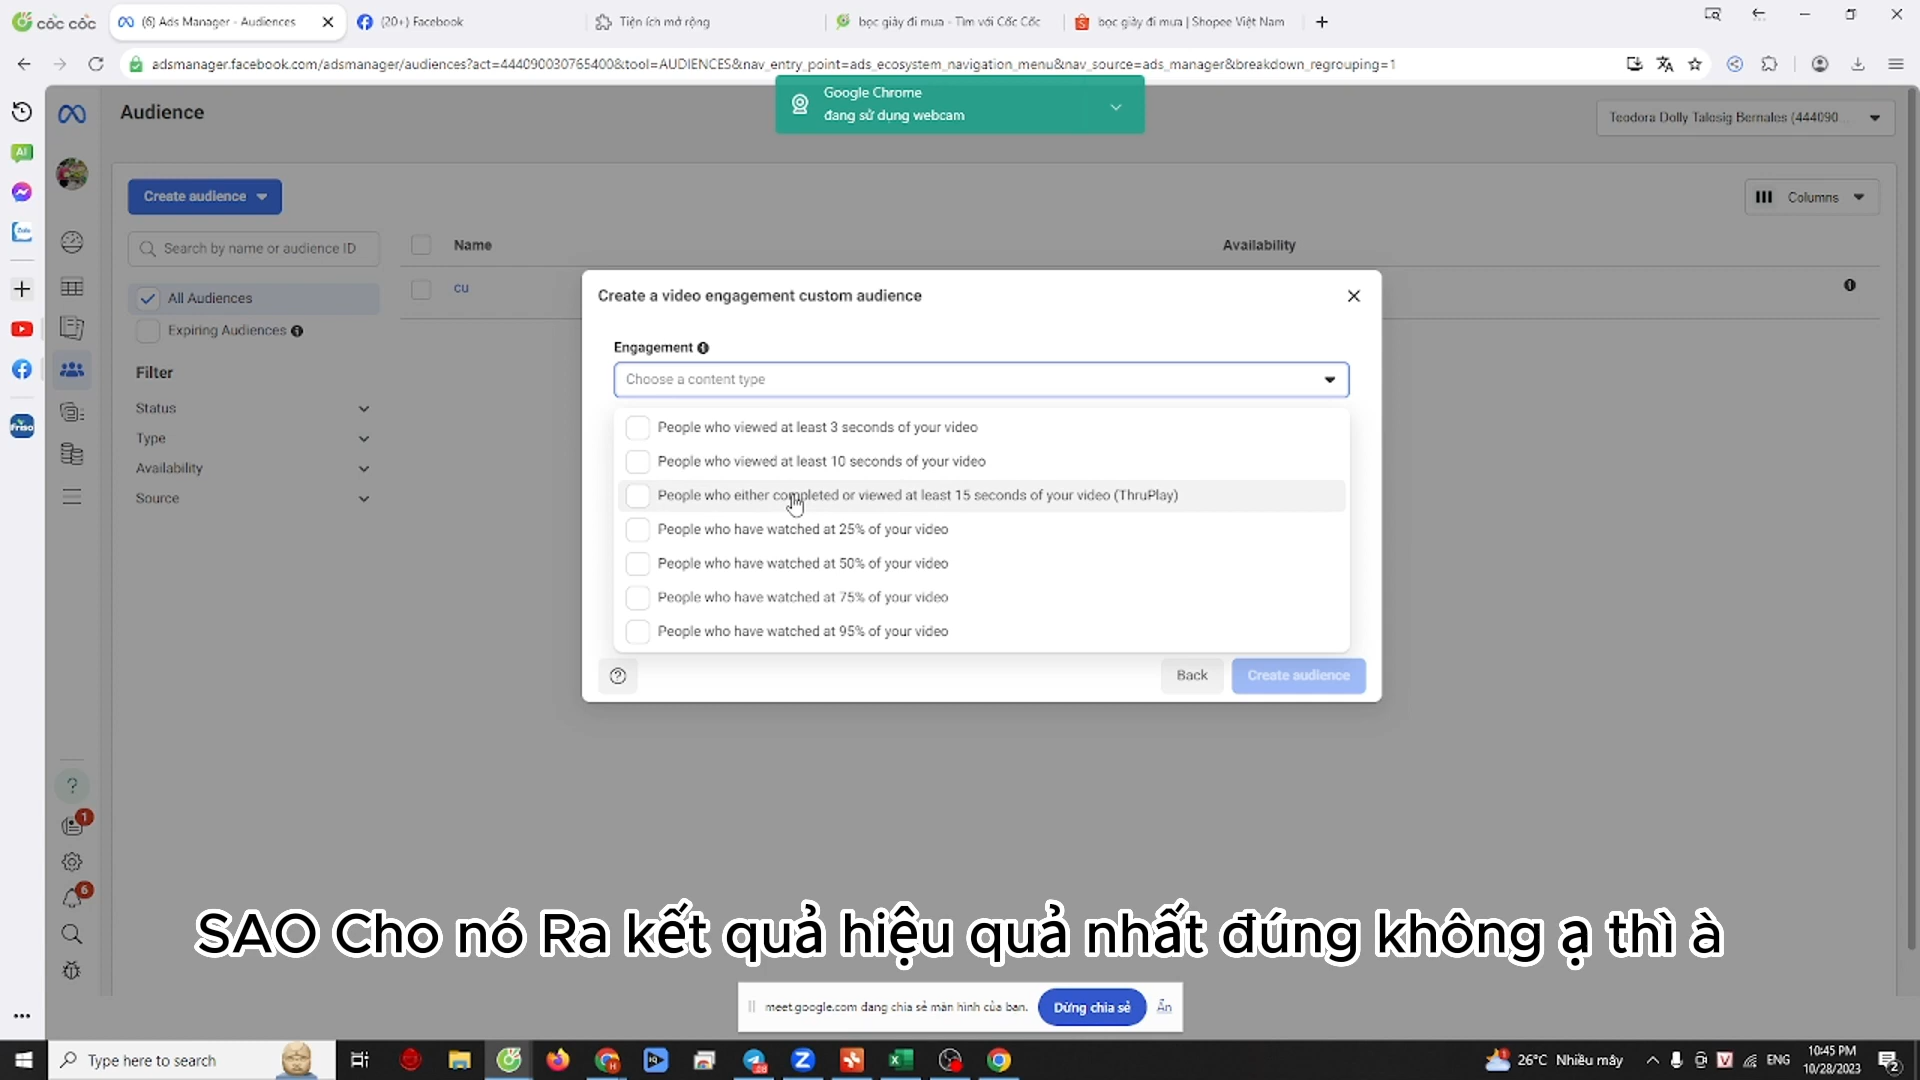 cốc cốc
(6) Ads Manager - Audiences
(20+) Facebook
Tiện ích mở rộng
bọc giày đi mưa - Tìm với Cốc Cốc
bọc giày đi mưa | Shopee Việt Nam
adsmanager.facebook.com/adsmanager/audiences?act=444090030765400&tool=AUDIENCES&nav_entry_point=ads_ecosystem_navigation_menu&nav_source=ads_manager&breakdown_regrouping=1
Google Chrome
đang sử dụng webcam
Audience
Teodora Dolly Talosig Bernales (444090...
Create audience
Columns
Search by name or audience ID
Name
Availability
All Audiences
cu
Expiring Audiences
Filter
Status
Type
Availability
Source
Create a video engagement custom audience
Engagement
Choose a content type
People who viewed at least 3 seconds of your video
People who viewed at least 10 seconds of your video
People who either completed or viewed at least 15 seconds of your video (ThruPlay)
People who have watched at 25% of your video
People who have watched at 50% of your video
People who have watched at 75% of your video
People who have watched at 95% of your video
Back
Create audience
AI
Zalo
Friso
1
6
SAO Cho nó Ra kết quả hiệu quả nhất đúng không ạ thì à
meet.google.com đang chia sẻ màn hình của bạn.
Dừng chia sẻ
Ẩn
Type here to search
26°C Nhiều mây
ENG
10:45 PM
10/28/2023
2